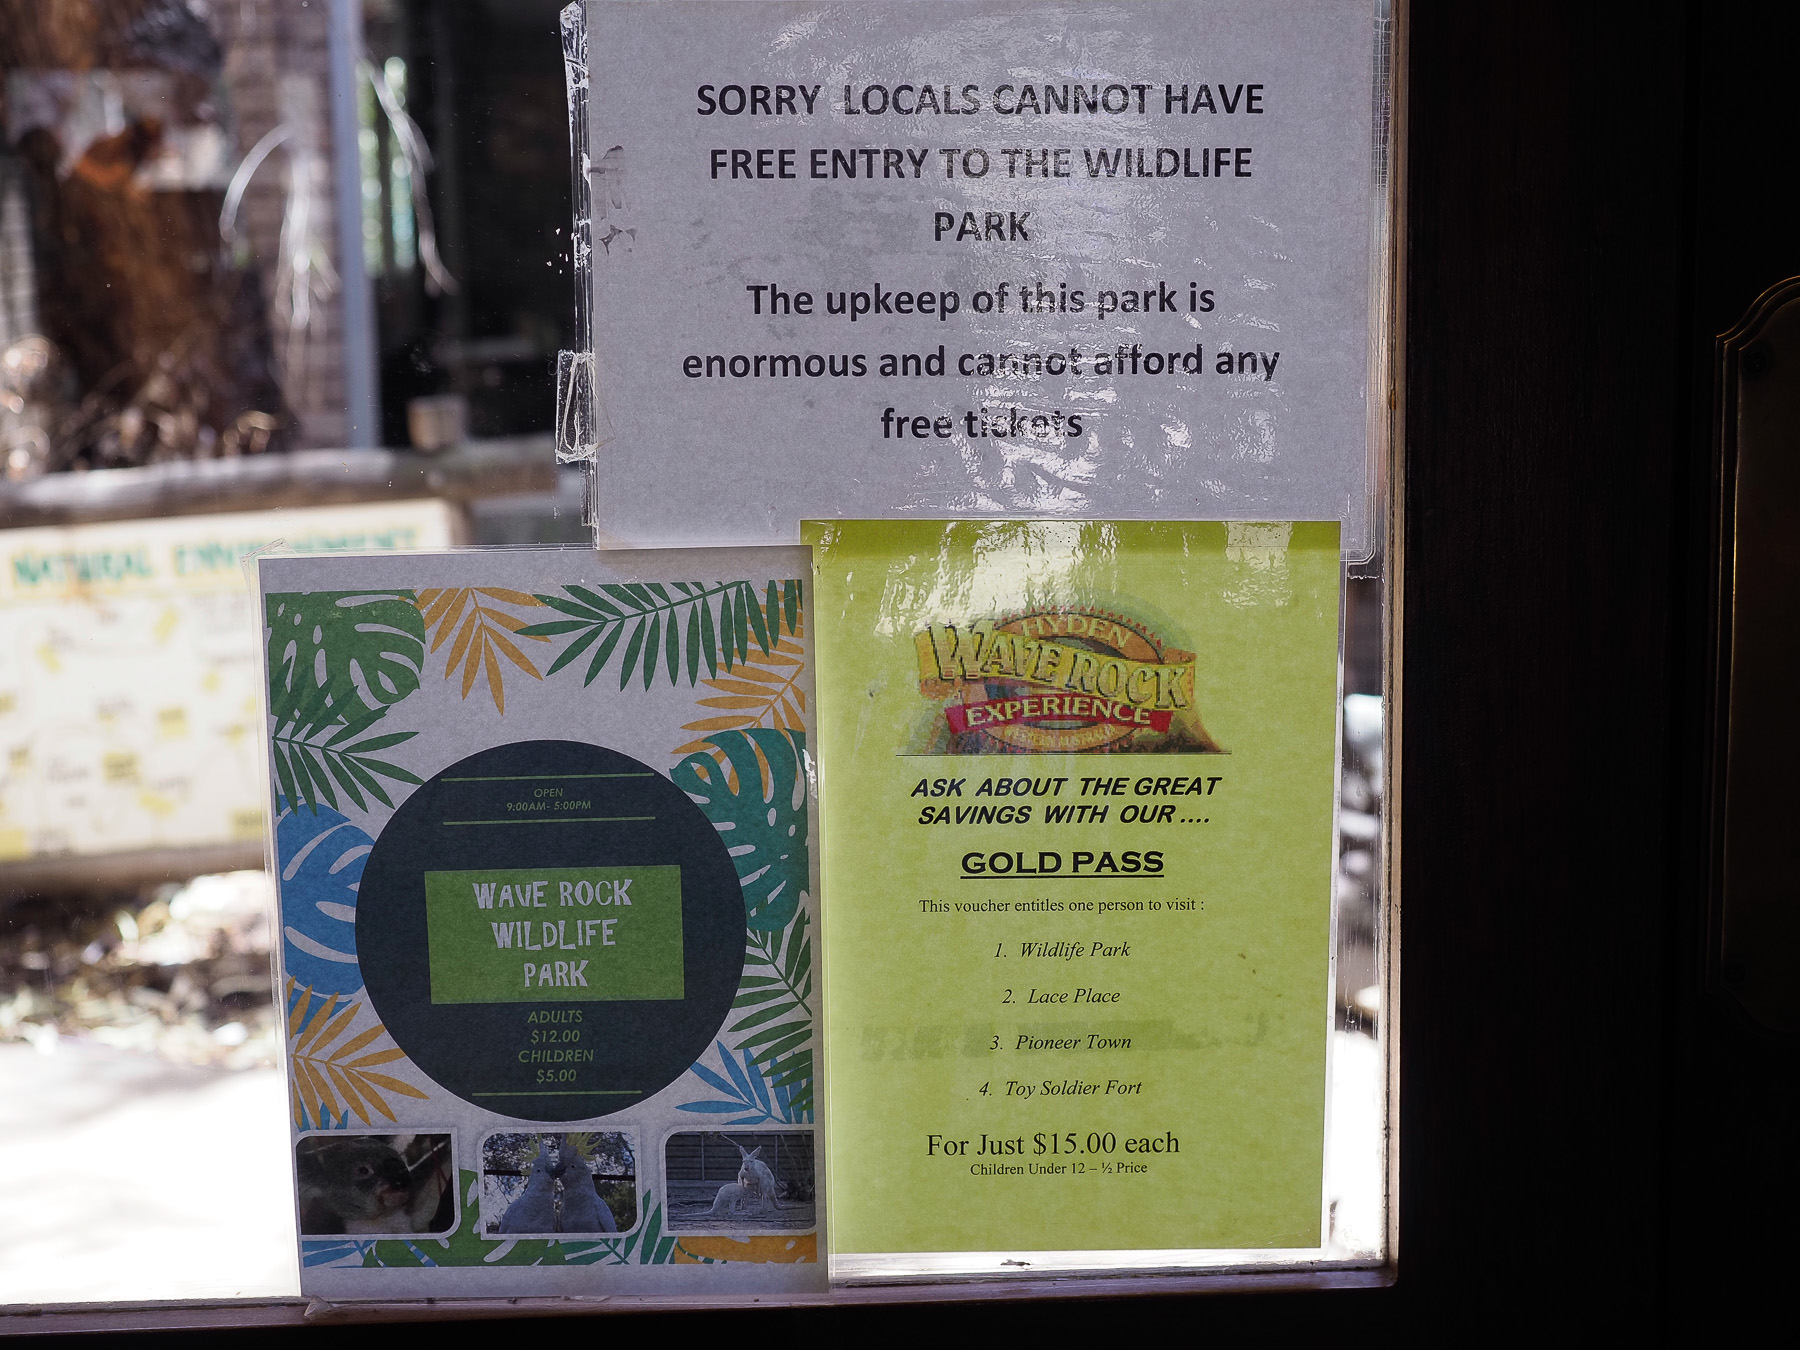 SORRY LOCALS CANNOT HAVE
FREE ENTRY TO THE WILDLIFE
PARK
The upkeep of this park is
enormous and cannot afford any
free tickets
NATURAL ENVIRONMENT
OPEN
9:00AM- 5:00PM
WAVE ROCK
WILDLIFE
PARK
ADULTS
$12.00
CHILDREN
$5.00
HYDEN
WAVE ROCK
EXPERIENCE
WESTERN AUSTRALIA
ASK ABOUT THE GREAT
SAVINGS WITH OUR ....
GOLD PASS
This voucher entitles one person to visit :
1. Wildlife Park
2. Lace Place
3. Pioneer Town
4. Toy Soldier Fort
For Just $15.00 each
Children Under 12 – ½ Price